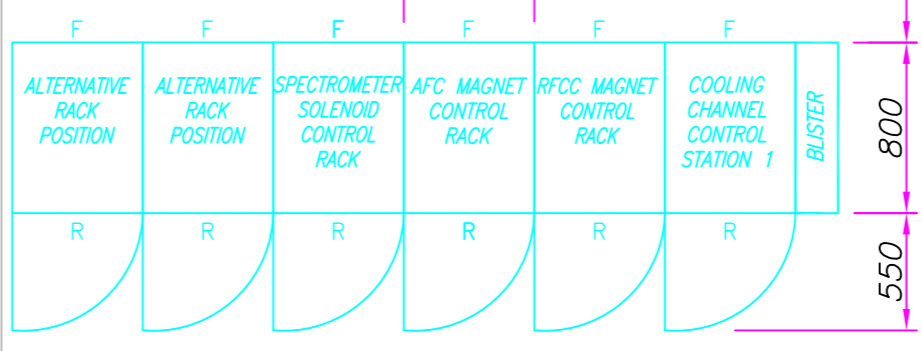 F F F F F F
ALTERNATIVE
RACK
POSITION
ALTERNATIVE
RACK
POSITION
SPECTROMETER
SOLENOID
CONTROL
RACK
AFC MAGNET
CONTROL
RACK
RFCC MAGNET
CONTROL
RACK
COOLING
CHANNEL
CONTROL
STATION 1
BLISTER
800
R R R R R R
550